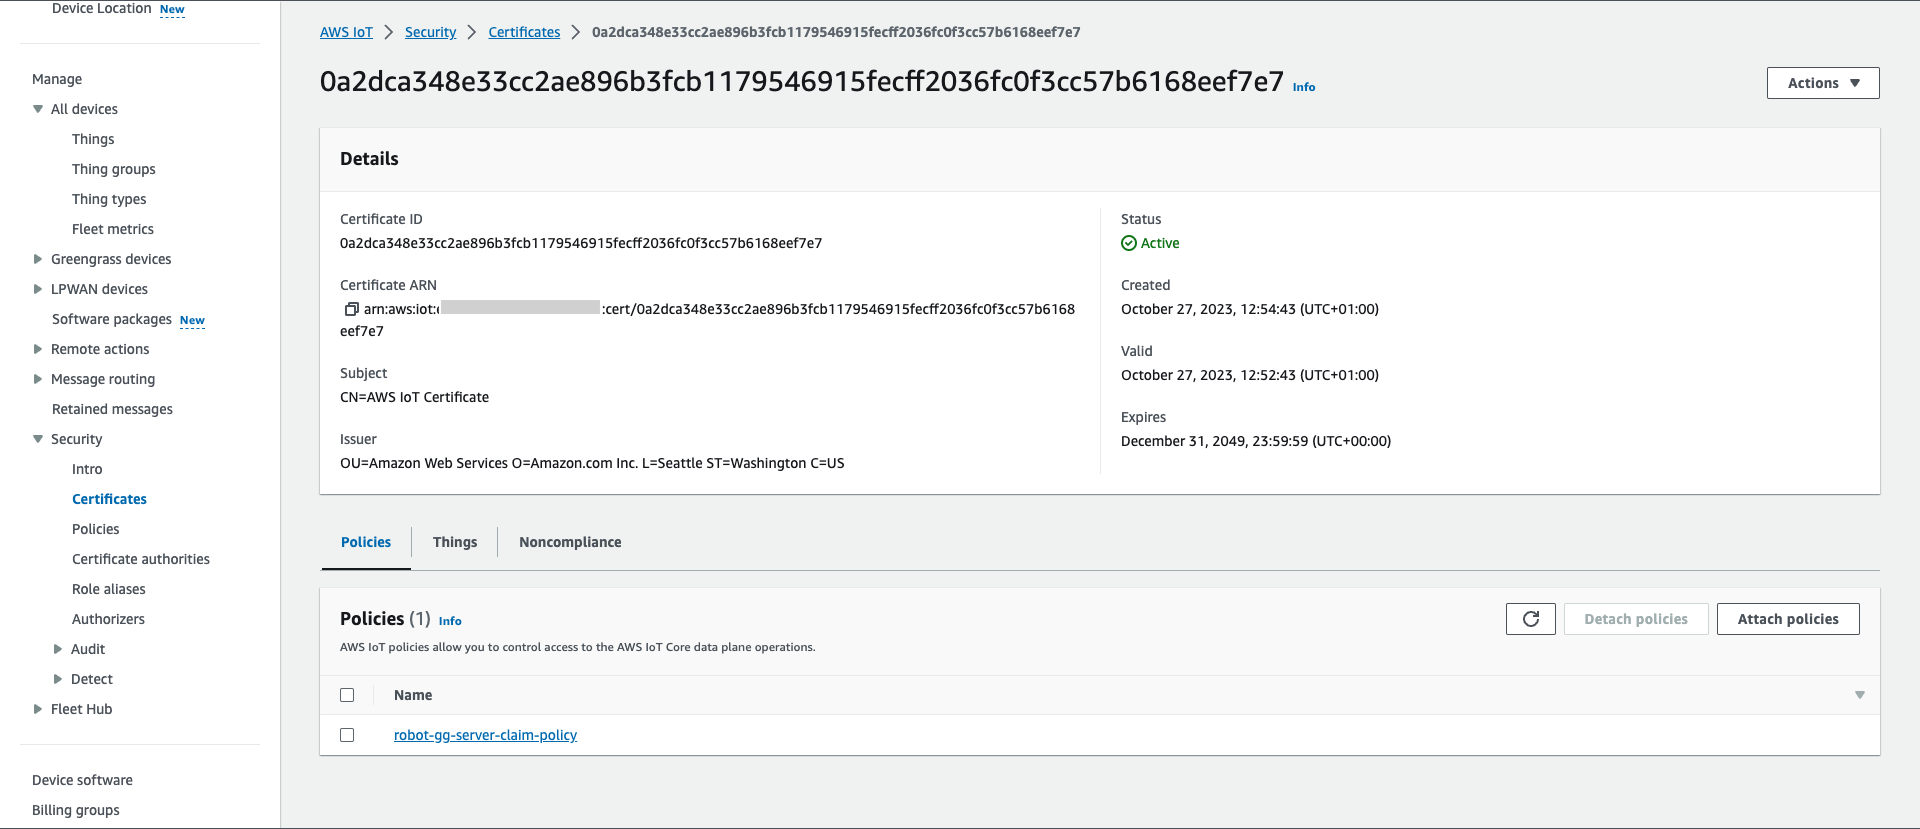 Device Location New
Manage
All devices
Things
Thing groups
Thing types
Fleet metrics
Greengrass devices
LPWAN devices
Software packages New
Remote actions
Message routing
Retained messages
Security
Intro
Certificates
Policies
Certificate authorities
Role aliases
Authorizers
Audit
Detect
Fleet Hub
Device software
Billing groups
AWS IoT > Security > Certificates > 0a2dca348e33cc2ae896b3fcb1179546915fecff2036fc0f3cc57b6168eef7e7
0a2dca348e33cc2ae896b3fcb1179546915fecff2036fc0f3cc57b6168eef7e7 Info
Actions
Details
Certificate ID
0a2dca348e33cc2ae896b3fcb1179546915fecff2036fc0f3cc57b6168eef7e7
Certificate ARN
arn:aws:iot: :cert/0a2dca348e33cc2ae896b3fcb1179546915fecff2036fc0f3cc57b6168
eef7e7
Subject
CN=AWS IoT Certificate
Issuer
OU=Amazon Web Services O=Amazon.com Inc. L=Seattle ST=Washington C=US
Status
Active
Created
October 27, 2023, 12:54:43 (UTC+01:00)
Valid
October 27, 2023, 12:52:43 (UTC+01:00)
Expires
December 31, 2049, 23:59:59 (UTC+00:00)
Policies
Things
Noncompliance
Policies (1) Info
AWS IoT policies allow you to control access to the AWS IoT Core data plane operations.
Detach policies
Attach policies
Name
robot-gg-server-claim-policy